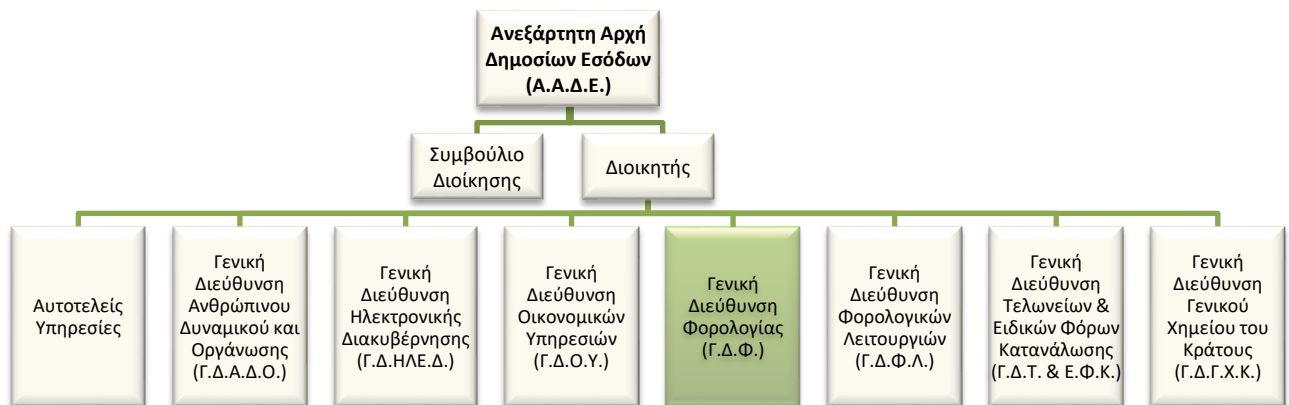 Ανεξάρτητη Αρχή
Δημοσίων Εσόδων
(Α.Α.Δ.Ε.)
Συμβούλιο
Διοίκησης
Διοικητής
Αυτοτελείς
Υπηρεσίες
Γενική
Διεύθυνση
Ανθρώπινου
Δυναμικού και
Οργάνωσης
(Γ.Δ.Α.Δ.Ο.)
Γενική
Διεύθυνση
Ηλεκτρονικής
Διακυβέρνησης
(Γ.Δ.ΗΛΕ.Δ.)
Γενική
Διεύθυνση
Οικονομικών
Υπηρεσιών
(Γ.Δ.Ο.Υ.)
Γενική
Διεύθυνση
Φορολογίας
(Γ.Δ.Φ.)
Γενική
Διεύθυνση
Φορολογικών
Λειτουργιών
(Γ.Δ.Φ.Λ.)
Γενική
Διεύθυνση
Τελωνείων &
Ειδικών Φόρων
Κατανάλωσης
(Γ.Δ.Τ. & Ε.Φ.Κ.)
Γενική
Διεύθυνση
Γενικού
Χημείου του
Κράτους
(Γ.Δ.Γ.Χ.Κ.)